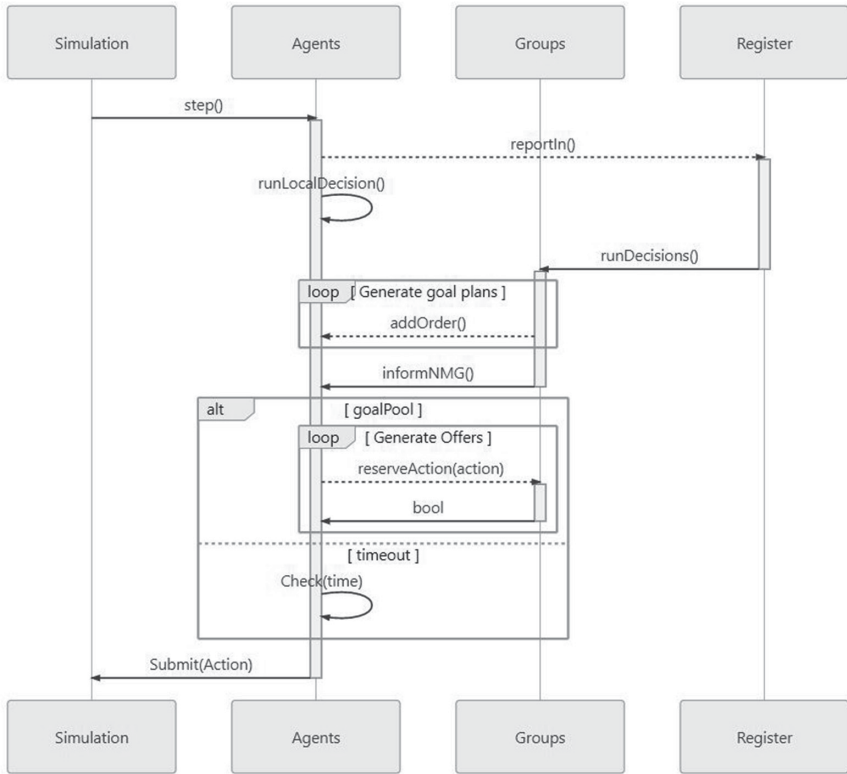 Simulation Agents Groups Register
step()
reportIn()
runLocalDecision()
runDecisions()
loop [ Generate goal plans ]
addOrder()
informNMG()
alt [ goalPool ]
loop [ Generate Offers ]
reserveAction(action)
bool
[ timeout ]
Check(time)
Submit(Action)
Simulation Agents Groups Register